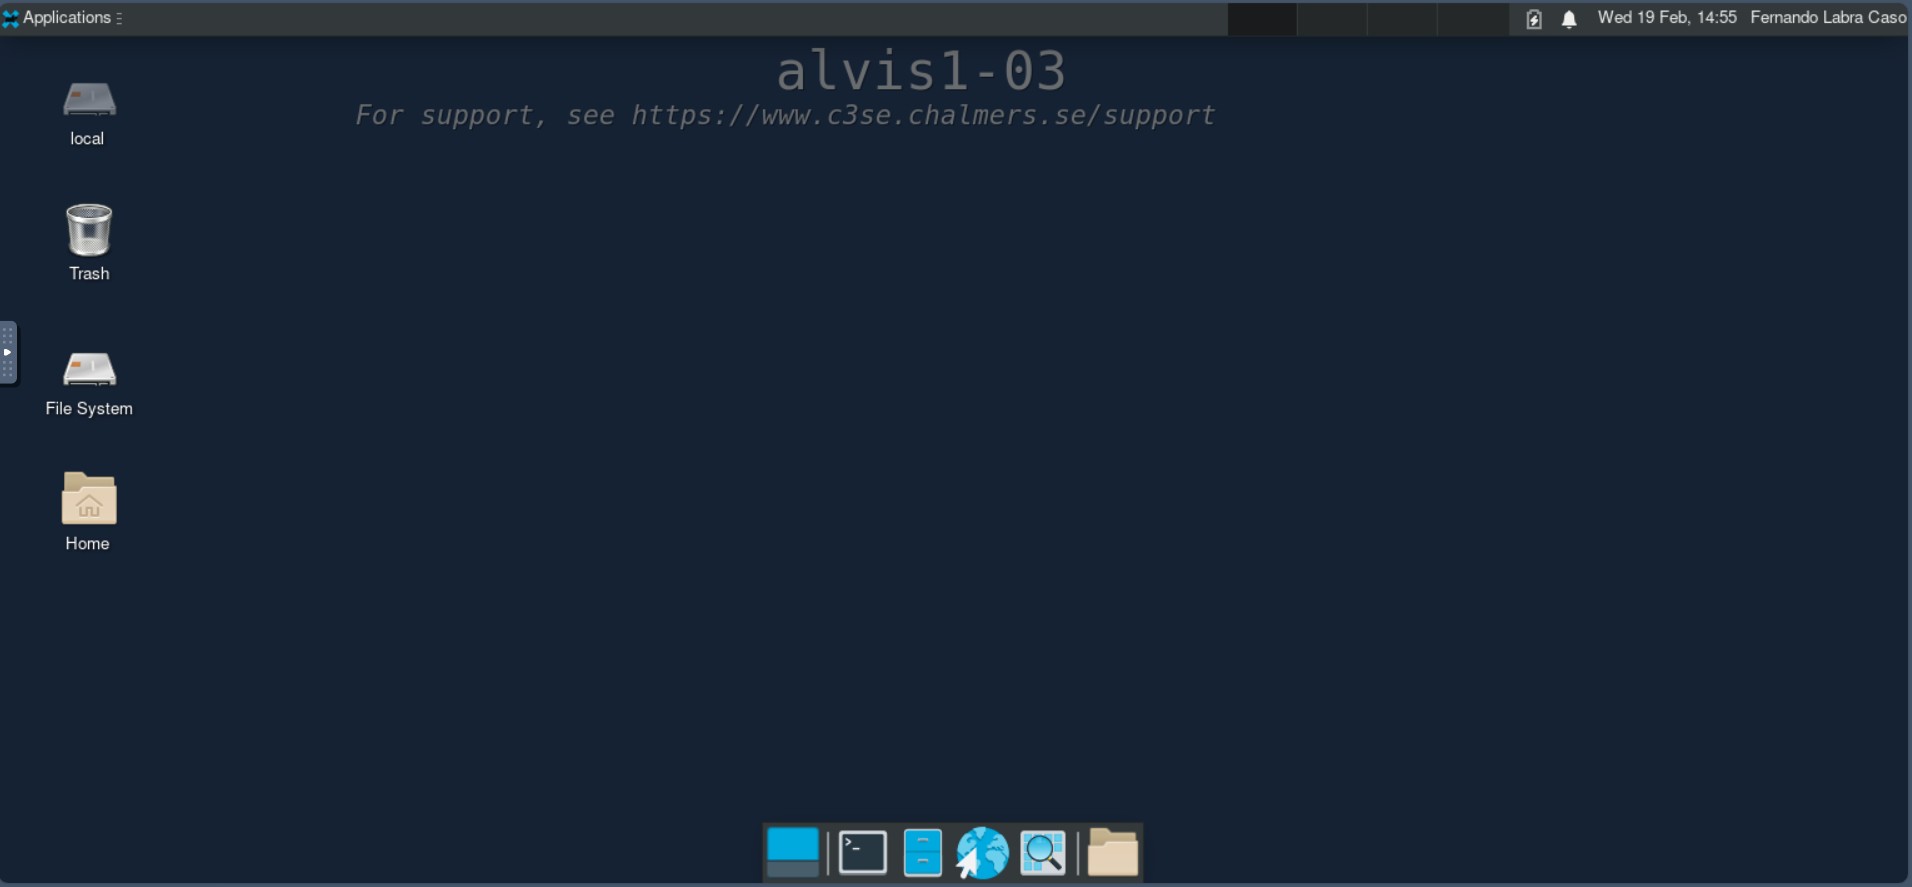 Applications
Wed 19 Feb, 14:55
Fernando Labra Caso
alvis1-03
For support, see https://www.c3se.chalmers.se/support
local
Trash
File System
Home
>_